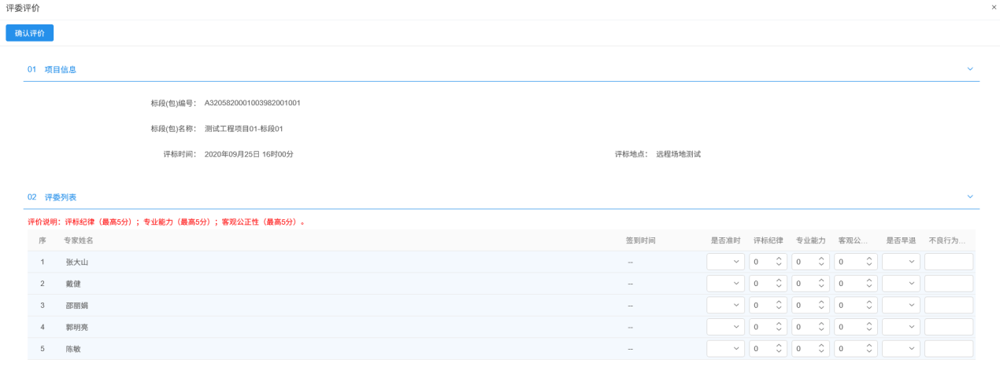 评委评价 ×
确认评价
01 项目信息
标段(包)编号： A3205820001003982001001
标段(包)名称： 测试工程项目01-标段01
评标时间： 2020年09月25日 16时00分 评标地点： 远程场地测试
02 评委列表
评价说明：评标纪律（最高5分）；专业能力（最高5分）；客观公正性（最高5分）。
序 专家姓名 签到时间 是否准时 评标纪律 专业能力 客观公... 是否早退 不良行为...
1 张大山 -- 0 0 0
2 戴健 -- 0 0 0
3 邵丽娟 -- 0 0 0
4 郭明亮 -- 0 0 0
5 陈敏 -- 0 0 0